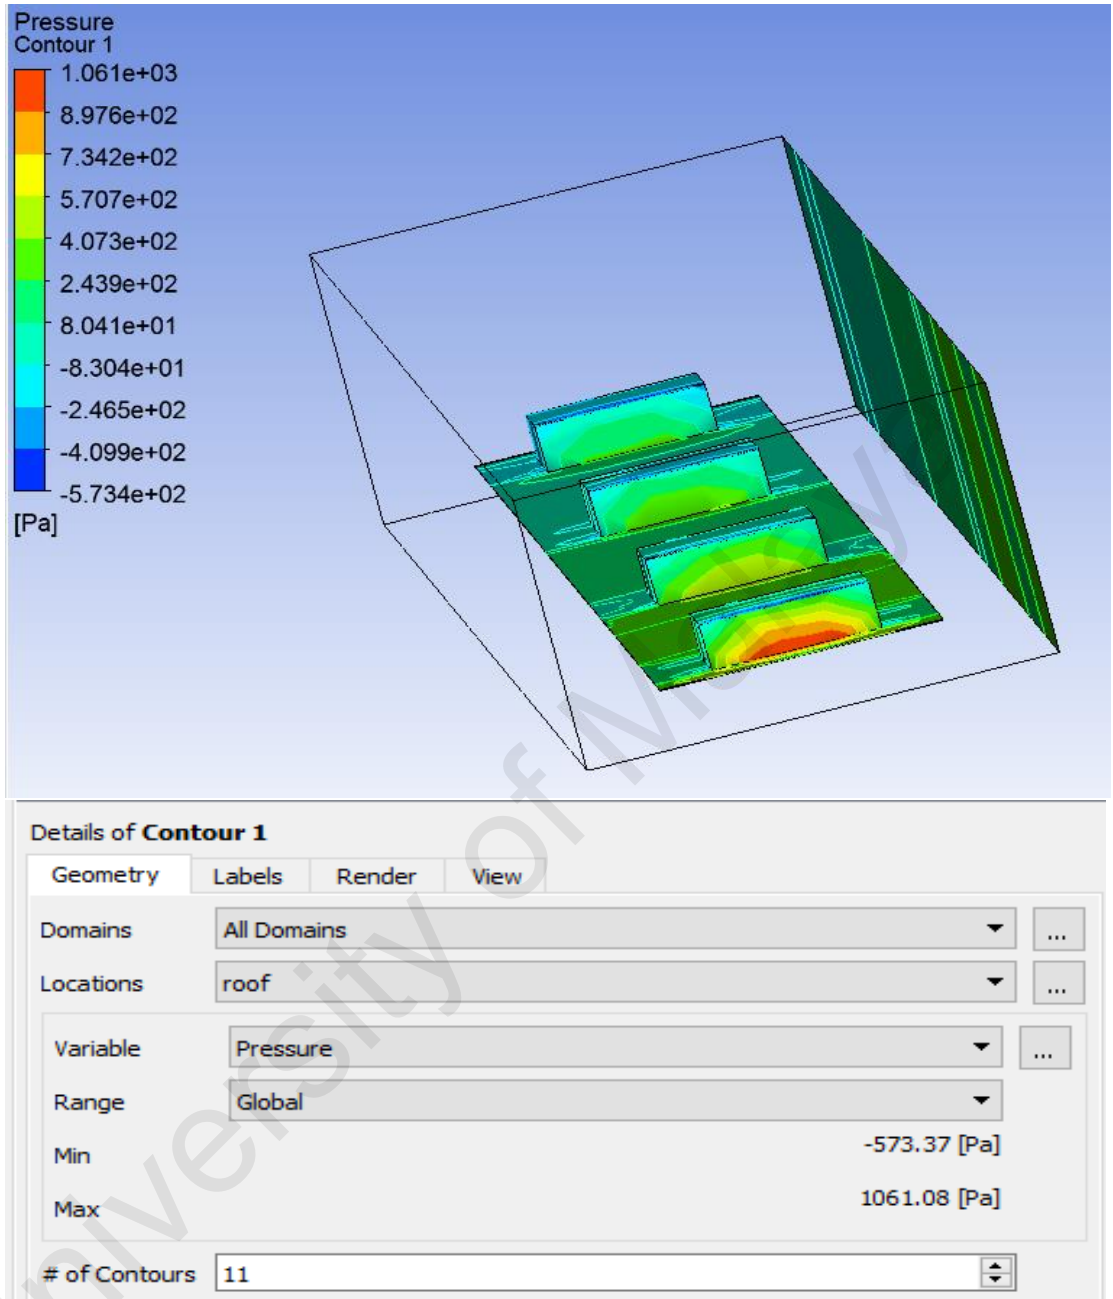 Pressure
Contour 1
1.061e+03
8.976e+02
7.342e+02
5.707e+02
4.073e+02
2.439e+02
8.041e+01
-8.304e+01
-2.465e+02
-4.099e+02
-5.734e+02
[Pa]
Details of Contour 1
Geometry Labels Render View
Domains All Domains ...
Locations roof ...
Variable Pressure ...
Range Global
Min -573.37 [Pa]
Max 1061.08 [Pa]
# of Contours 11
University of Malaya